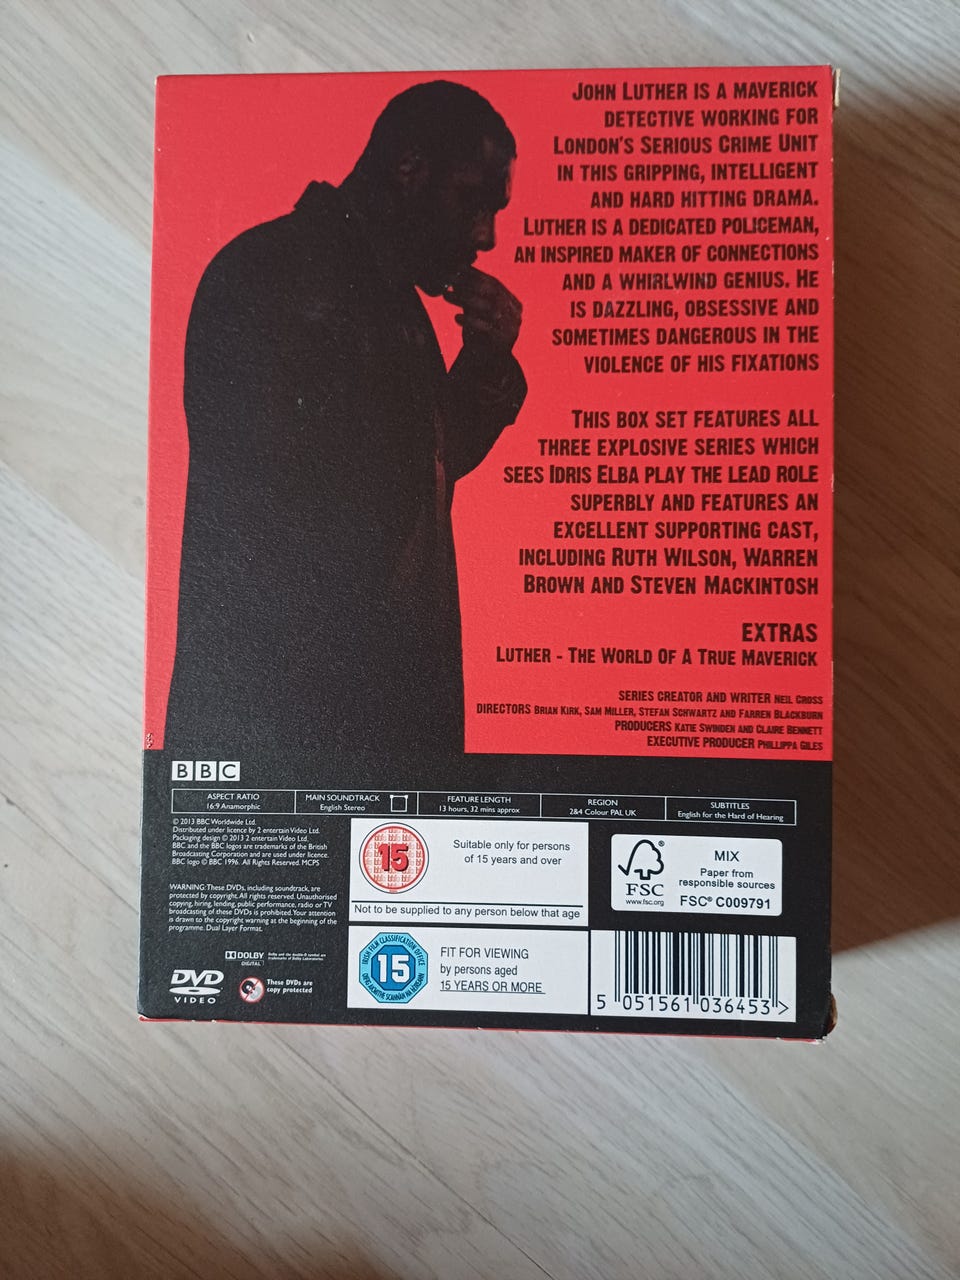 JOHN LUTHER IS A MAVERICK
DETECTIVE WORKING FOR
LONDON'S SERIOUS CRIME UNIT
IN THIS GRIPPING, INTELLIGENT
AND HARD HITTING DRAMA.
LUTHER IS A DEDICATED POLICEMAN,
AN INSPIRED MAKER OF CONNECTIONS
AND A WHIRLWIND GENIUS. HE
IS DAZZLING, OBSESSIVE AND
SOMETIMES DANGEROUS IN THE
VIOLENCE OF HIS FIXATIONS
THIS BOX SET FEATURES ALL
THREE EXPLOSIVE SERIES WHICH
SEES IDRIS ELBA PLAY THE LEAD ROLE
SUPERBLY AND FEATURES AN
EXCELLENT SUPPORTING CAST,
INCLUDING RUTH WILSON, WARREN
BROWN AND STEVEN MACKINTOSH
EXTRAS
LUTHER - THE WORLD OF A TRUE MAVERICK
SERIES CREATOR AND WRITER NEIL CROSS
DIRECTORS BRIAN KIRK, SAM MILLER, STEFAN SCHWARTZ AND FARREN BLACKBURN
PRODUCERS KATIE SWINDEN AND CLAIRE BENNETT
EXECUTIVE PRODUCER PHILLIPPA GILES
BBC
ASPECT RATIO
16:9 Anamorphic
MAIN SOUNDTRACK
English Stereo
FEATURE LENGTH
13 hours, 32 mins approx
REGION
2&4 Colour PAL UK
SUBTITLES
English for the Hard of Hearing
© 2013 BBC Worldwide Ltd.
Distributed under licence by 2 entertain Video Ltd.
Packaging design © 2013 2 entertain Video Ltd.
BBC and the BBC logos are trademarks of the British
Broadcasting Corporation and are used under licence.
BBC logo © BBC 1996. All Rights Reserved. MCPS
WARNING: These DVDs, including soundtrack, are
protected by copyright. All rights reserved. Unauthorised
copying, hiring, lending, public performance, radio or TV
broadcasting of these DVDs is prohibited. Your attention
is drawn to the copyright warning at the beginning of the
programme. Dual Layer Format.
DOLBY
DIGITAL
Dolby and the double-D symbol are
trademarks of Dolby Laboratories
DVD
VIDEO
These DVDs are
copy protected
15
Suitable only for persons
of 15 years and over
Not to be supplied to any person below that age
IRISH FILM CLASSIFICATION OFFICE
15
FIT FOR VIEWING
by persons aged
15 YEARS OR MORE
FSC
www.fsc.org
MIX
Paper from
responsible sources
FSC® C009791
5 051561 036453 >